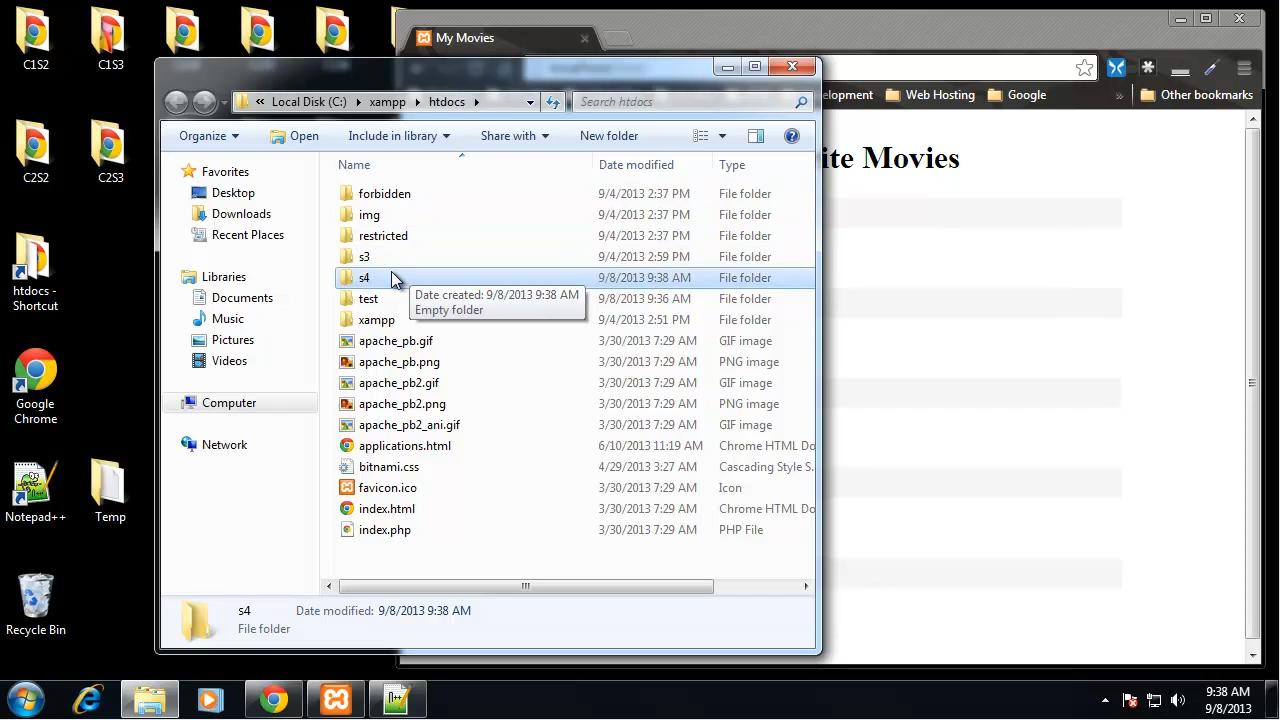 C1S2
C1S3
C2S2
C2S3
htdocs -
Shortcut
Google
Chrome
Notepad++
Temp
Recycle Bin
My Movies
Local Disk (C:)
xampp
htdocs
Search htdocs
Organize
Open
Include in library
Share with
New folder
Web Hosting
Google
»
Other bookmarks
ite Movies
Favorites
Desktop
Downloads
Recent Places
Libraries
Documents
Music
Pictures
Videos
Computer
Network
Name Date modified Type
forbidden 9/4/2013 2:37 PM File folder
img 9/4/2013 2:37 PM File folder
restricted 9/4/2013 2:37 PM File folder
s3 9/4/2013 2:59 PM File folder
s4 9/8/2013 9:38 AM File folder
Date created: 9/8/2013 9:38 AM
Empty folder
test 9/8/2013 9:36 AM File folder
xampp 9/4/2013 2:51 PM File folder
apache_pb.gif 3/30/2013 7:29 AM GIF image
apache_pb.png 3/30/2013 7:29 AM PNG image
apache_pb2.gif 3/30/2013 7:29 AM GIF image
apache_pb2.png 3/30/2013 7:29 AM PNG image
apache_pb2_ani.gif 3/30/2013 7:29 AM GIF image
applications.html 6/10/2013 11:19 AM Chrome HTML Do
bitnami.css 4/29/2013 3:27 AM Cascading Style S.
favicon.ico 3/30/2013 7:29 AM Icon
index.html 3/30/2013 7:29 AM Chrome HTML Do
index.php 3/30/2013 7:29 AM PHP File
s4 Date modified: 9/8/2013 9:38 AM
File folder
9:38 AM
9/8/2013